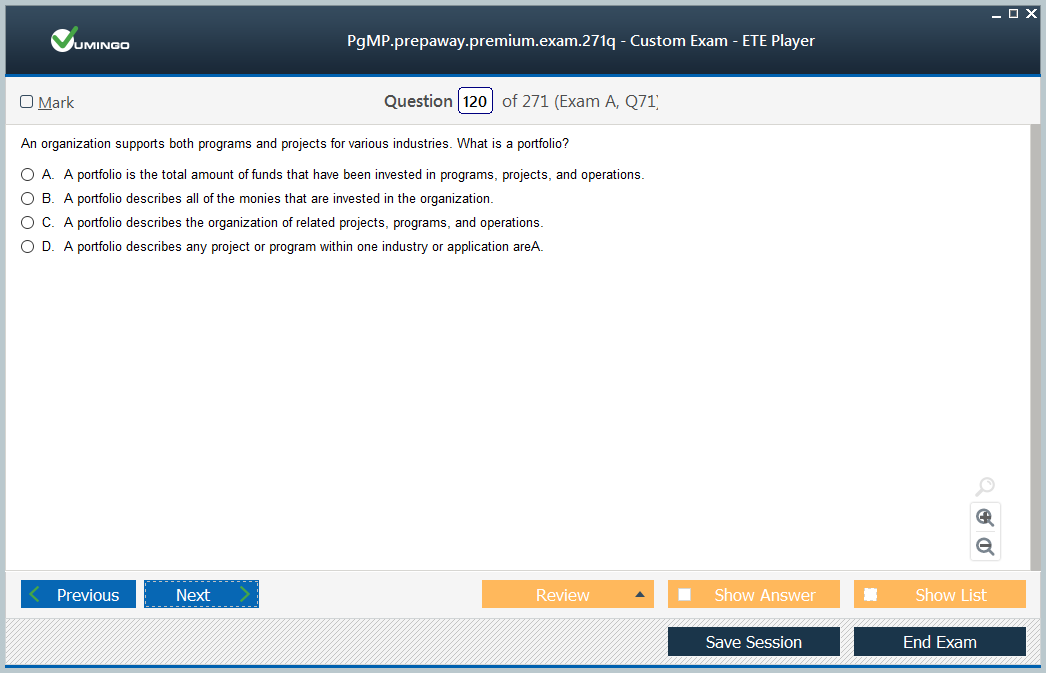 VUMINGO
PgMP.prepaway.premium.exam.271q - Custom Exam - ETE Player
Mark
Question 120 of 271 (Exam A, Q71)
An organization supports both programs and projects for various industries. What is a portfolio?
A. A portfolio is the total amount of funds that have been invested in programs, projects, and operations.
B. A portfolio describes all of the monies that are invested in the organization.
C. A portfolio describes the organization of related projects, programs, and operations.
D. A portfolio describes any project or program within one industry or application areA.
Previous Next Review Show Answer Show List
Save Session End Exam